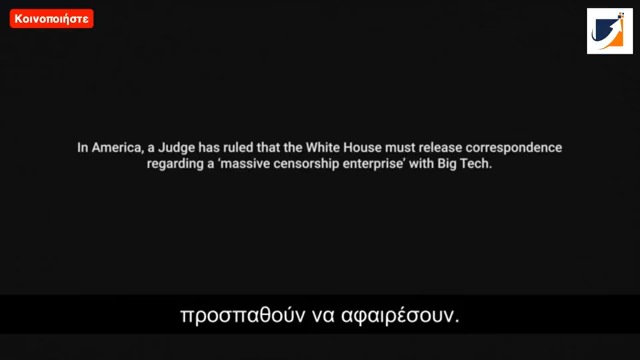 Κοινοποιήστε
In America, a Judge has ruled that the White House must release correspondence
regarding a 'massive censorship enterprise' with Big Tech.
προσπαθούν να αφαιρέσουν.